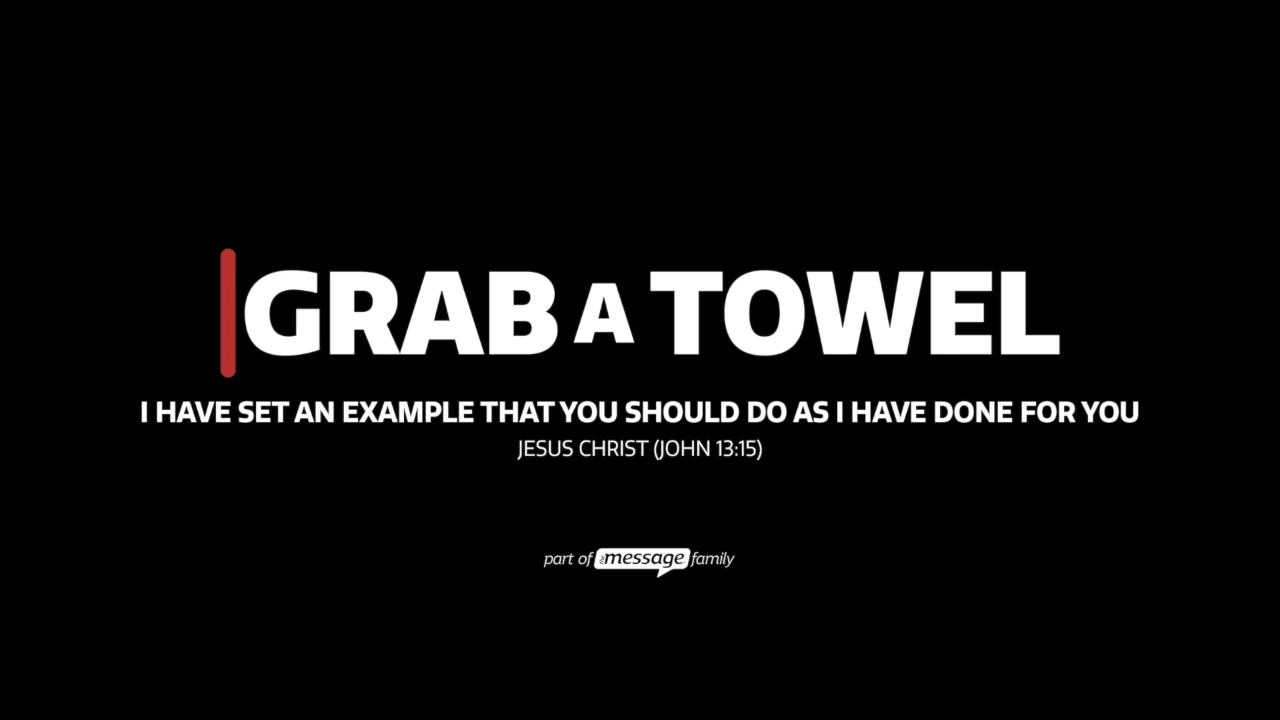 GRAB A TOWEL
I HAVE SET AN EXAMPLE THAT YOU SHOULD DO AS I HAVE DONE FOR YOU
JESUS CHRIST (JOHN 13:15)
part of the message family